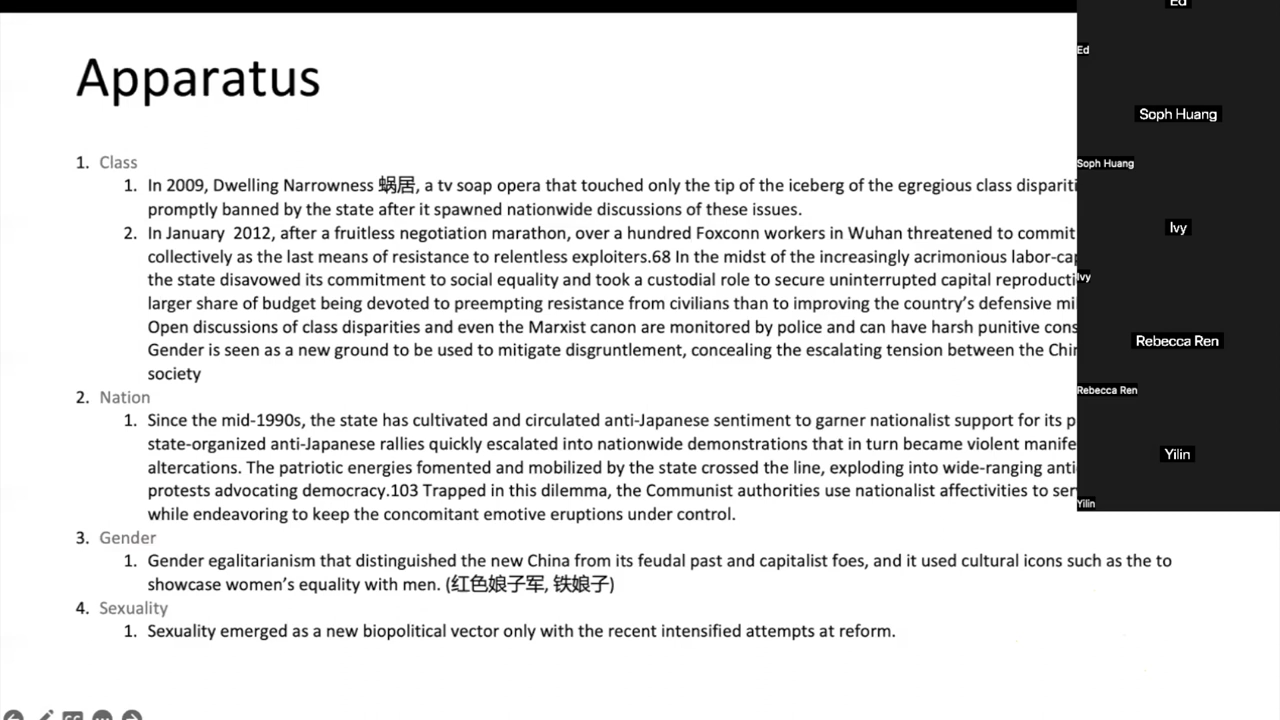 Apparatus
1. Class
1. In 2009, Dwelling Narrowness 蜗居, a tv soap opera that touched only the tip of the iceberg of the egregious class
promptly banned by the state after it spawned nationwide discussions of these issues.
2. In January 2012, after a fruitless negotiation marathon, over a hundred Foxconn workers in Wuhan threatened to commit
collectively as the last means of resistance to relentless exploiters.68 In the midst of the increasingly acrimonious
the state disavowed its commitment to social equality and took a custodial role to secure uninterrupted capital
larger share of budget being devoted to preempting resistance from civilians than to improving the country's defensive
Open discussions of class disparities and even the Marxist canon are monitored by police and can have harsh punitive
Gender is seen as a new ground to be used to mitigate disgruntlement, concealing the escalating tension between the
society
2. Nation
1. Since the mid-1990s, the state has cultivated and circulated anti-Japanese sentiment to garner nationalist support for its
state-organized anti-Japanese rallies quickly escalated into nationwide demonstrations that in turn became violent
altercations. The patriotic energies fomented and mobilized by the state crossed the line, exploding into wide-ranging
protests advocating democracy.103 Trapped in this dilemma, the Communist authorities use nationalist affectivities to
while endeavoring to keep the concomitant emotive eruptions under control.
3. Gender
1. Gender egalitarianism that distinguished the new China from its feudal past and capitalist foes, and it used cultural icons such as the to
showcase women's equality with men. (红色娘子军, 铁娘子)
4. Sexuality
1. Sexuality emerged as a new biopolitical vector only with the recent intensified attempts at reform.
Ed
Ed
Soph Huang
Soph Huang
Ivy
Ivy
Rebecca Ren
Rebecca Ren
Yilin
Yilin